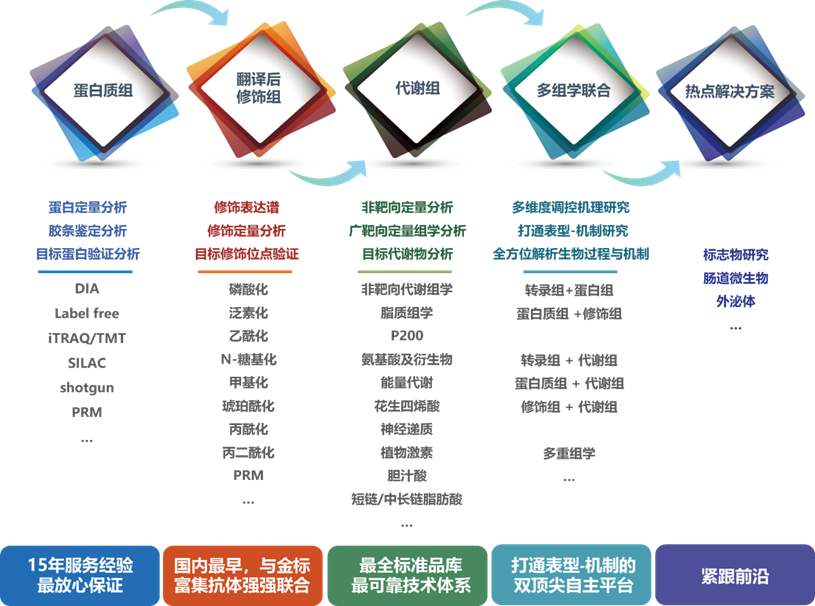 蛋白质组
翻译后
修饰组
代谢组
多组学联合
热点解决方案
蛋白定量分析
胶条鉴定分析
目标蛋白验证分析
DIA
Label free
iTRAQ/TMT
SILAC
shotgun
PRM
...
修饰表达谱
修饰定量分析
目标修饰位点验证
磷酸化
泛素化
乙酰化
N-糖基化
甲基化
琥珀酰化
丙酰化
丙二酰化
PRM
...
非靶向定量分析
广靶向定量组学分析
目标代谢物分析
非靶向代谢组学
脂质组学
P200
氨基酸及衍生物
能量代谢
花生四烯酸
神经递质
植物激素
胆汁酸
短链/中长链脂肪酸
...
多维度调控机理研究
打通表型-机制研究
全方位解析生物过程与机制
转录组+蛋白组
蛋白质组 +修饰组
转录组 + 代谢组
蛋白质组 + 代谢组
修饰组 + 代谢组
多重组学
...
标志物研究
肠道微生物
外泌体
...
15年服务经验
最放心保证
国内最早，与金标
富集抗体强强联合
最全标准品库
最可靠技术体系
打通表型-机制的
双顶尖自主平台
紧跟前沿